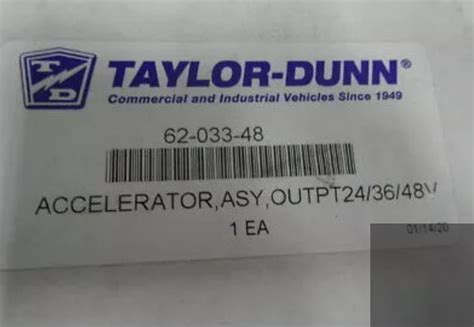 TD
TAYLOR-DUNN®
Commercial and Industrial Vehicles Since 1949
62-033-48
ACCELERATOR,ASY,OUTPT24/36/48V
1 EA
01/14/20